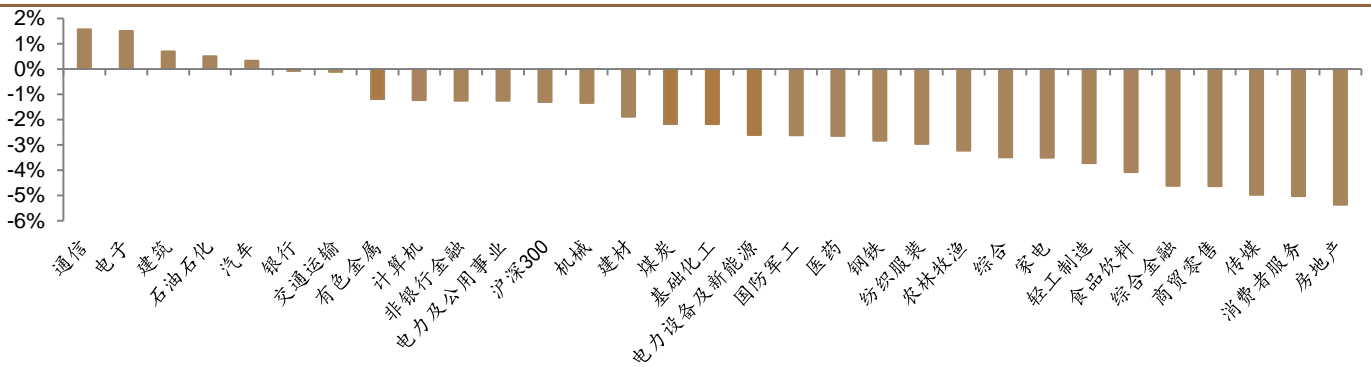 2%
1%
0%
-1%
-2%
-3%
-4%
-5%
-6%
通信
电子
建筑
石油石化
汽车
银行
交通运输
有色金属
计算机
非银行金融
电力及公用事业
沪深300
机械
建材
煤炭
基础化工
电力设备及新能源
国防军工
医药
钢铁
纺织服装
农林牧渔
综合
家电
轻工制造
食品饮料
综合金融
商贸零售
传媒
消费者服务
房地产